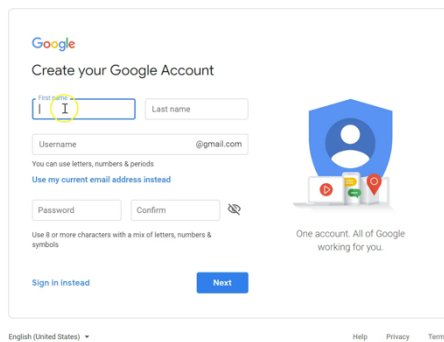 Google
Create your Google Account
First name
Last name
Username @gmail.com
You can use letters, numbers & periods
Use my current email address instead
Password
Confirm
Use 8 or more characters with a mix of letters, numbers &
symbols
One account. All of Google
working for you.
Sign in instead
Next
English (United States)
Help
Privacy
Term